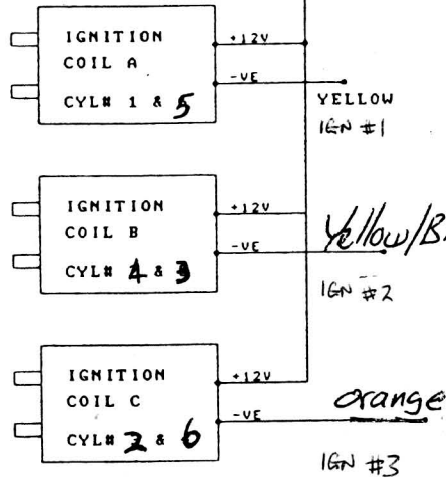 IGNITION
COIL A
CYL# 1 & 5
+12V
-VE
YELLOW
IGN #1
IGNITION
COIL B
CYL# 4 & 3
+12V
-VE
Yellow/B
IGN #2
IGNITION
COIL C
CYL# 2 & 6
+12V
-VE
orange
IGN #3